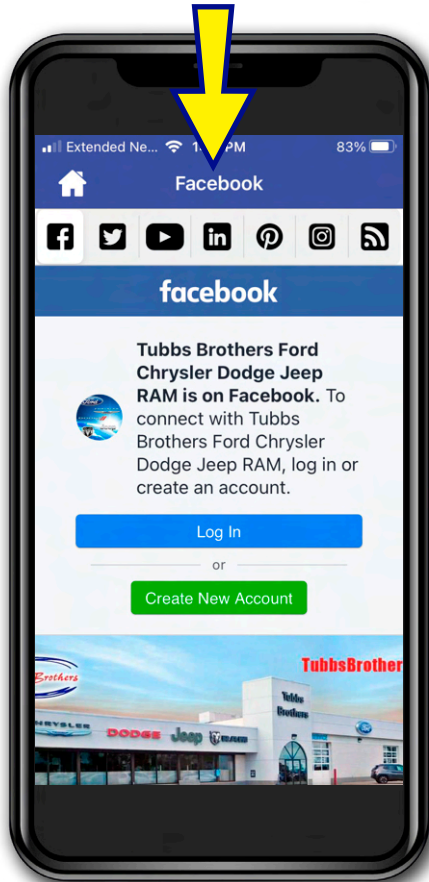 Extended Ne... PM 83%
Facebook
facebook
Tubbs Brothers Ford
Chrysler Dodge Jeep
RAM is on Facebook. To
connect with Tubbs
Brothers Ford Chrysler
Dodge Jeep RAM, log in or
create an account.
Log In
or
Create New Account
TubbsBrother
Brothers
Tubbs
Brothers
DODGE Jeep RAM